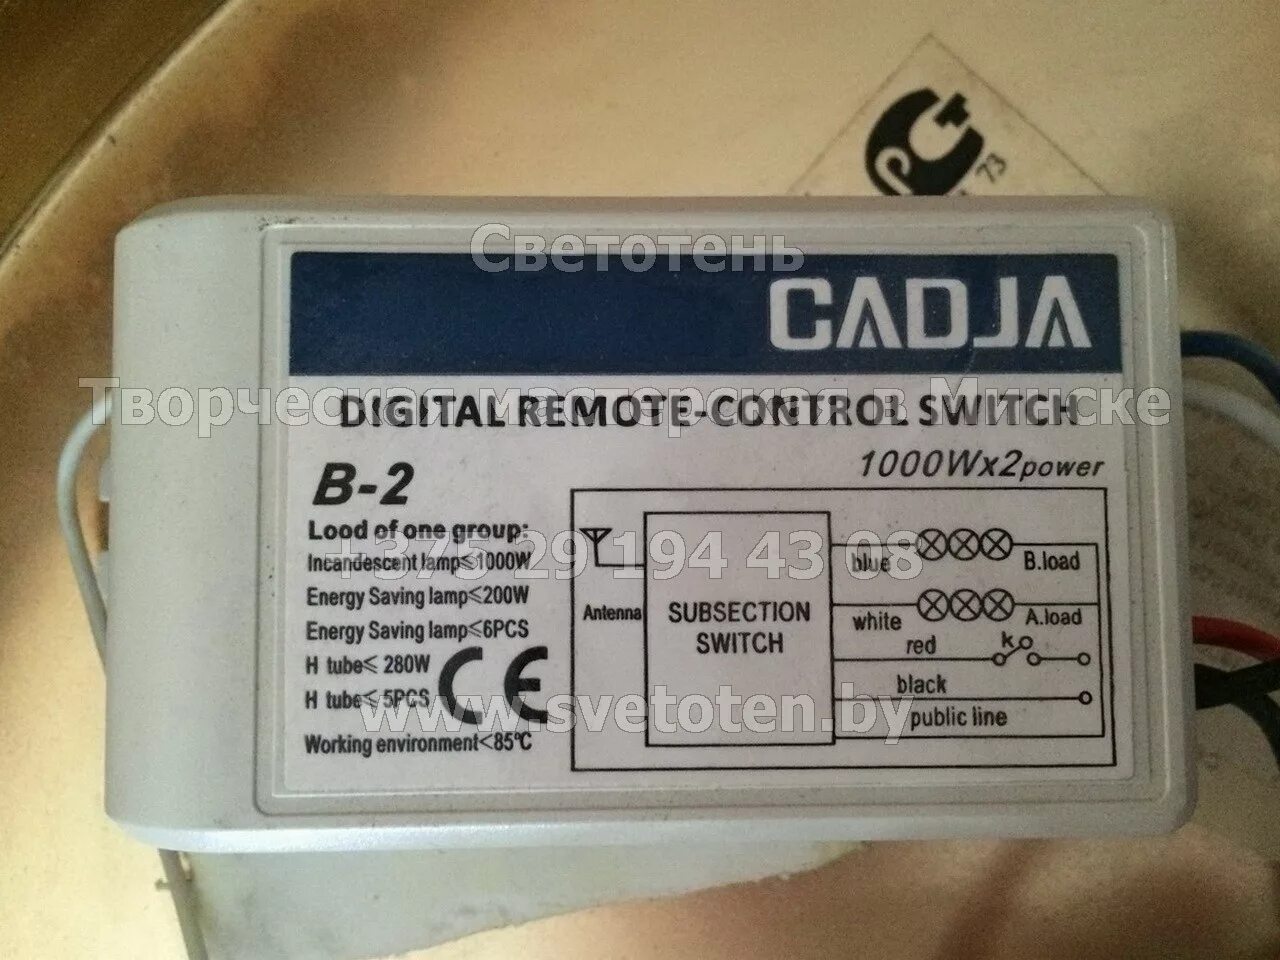 73
Светотень
CADJA
Творческая мастерская в Минске
DIGITAL REMOTE-CONTROL SWITCH
1000Wx2power
B-2
Lood of one group:
+375 29 194 43 08
Incandescent lamp≤1000W
Energy Saving lamp≤200W
Energy Saving lamp≤6PCS
H tube≤ 280W
H tube≤ 5PCS
CE
Working environment<85℃
www.svetoten.by
Antenna
SUBSECTION
SWITCH
blue
B.load
white
A.load
red
k
black
public line